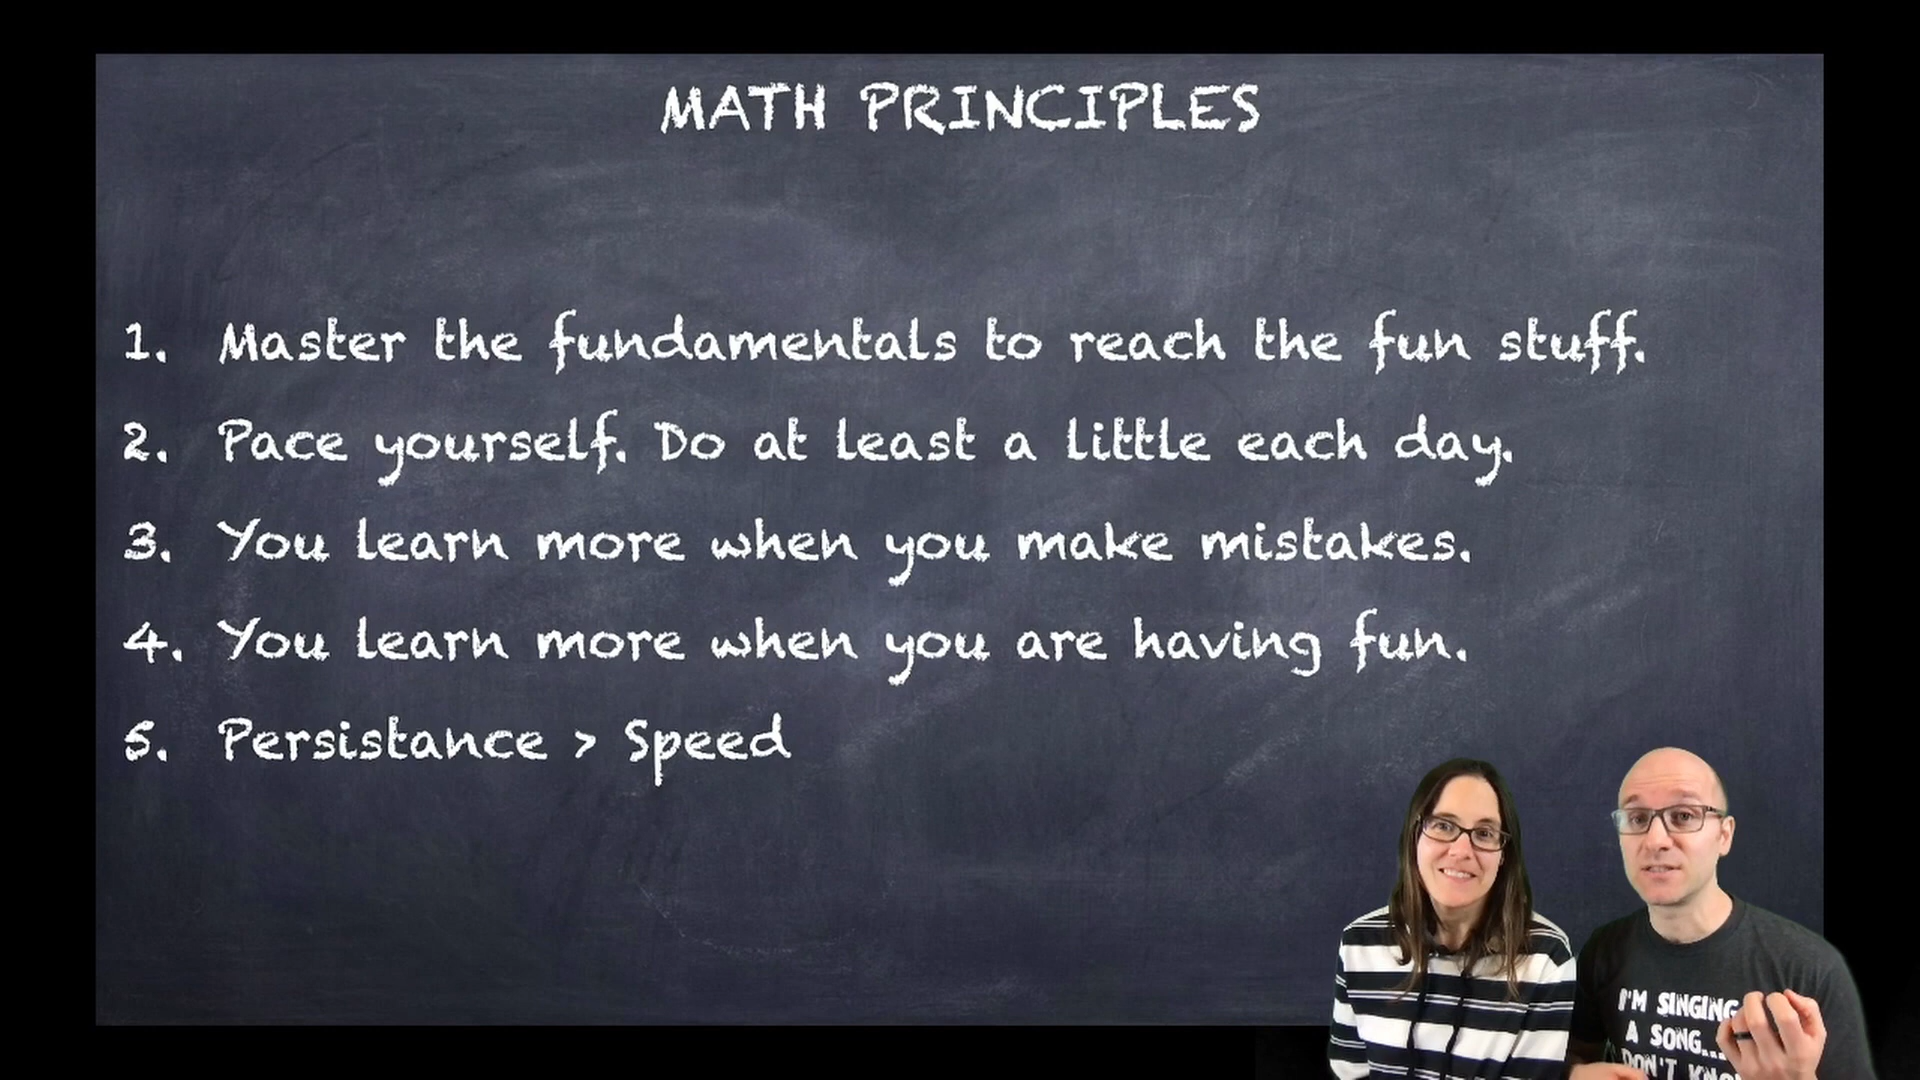 MATH PRINCIPLES
1. Master the fundamentals to reach the fun stuff.
2. Pace yourself. Do at least a little each day.
3. You learn more when you make mistakes.
4. You learn more when you are having fun.
5. Persistance > Speed
I'M SINGING
A SONG...
DON'T